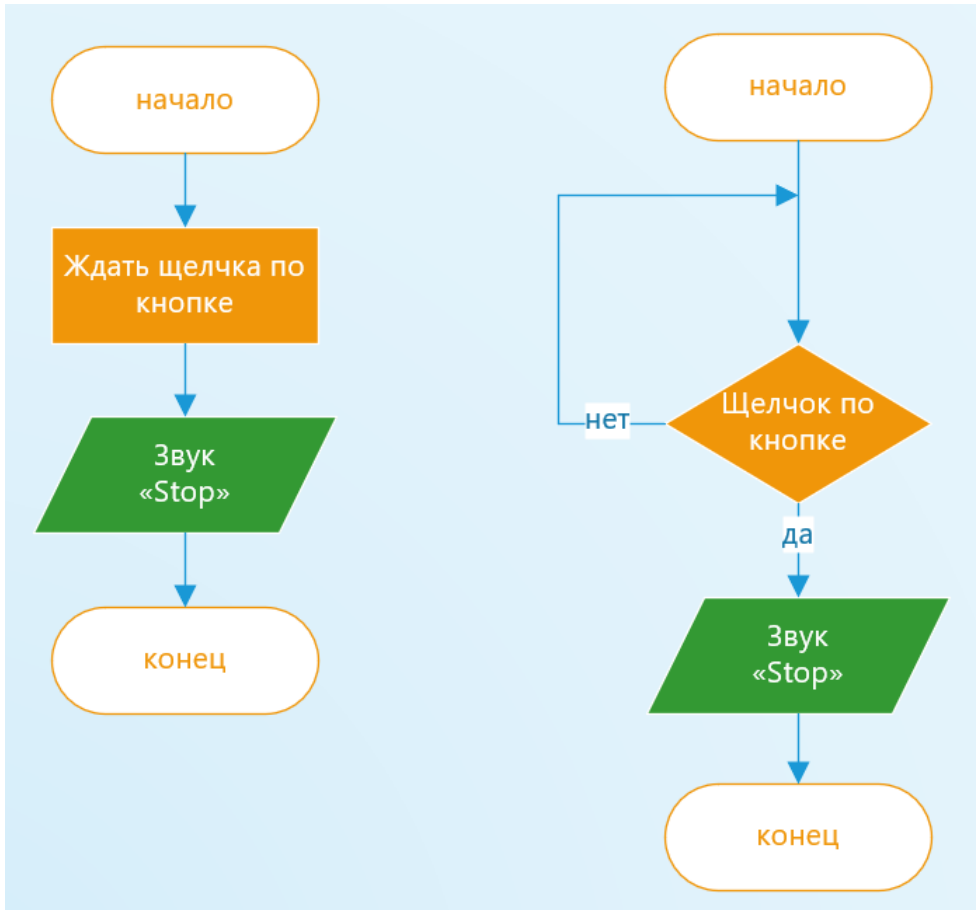 начало
Ждать щелчка по
кнопке
Звук
«Stop»
конец
начало
Щелчок по
кнопке
нет
да
Звук
«Stop»
конец